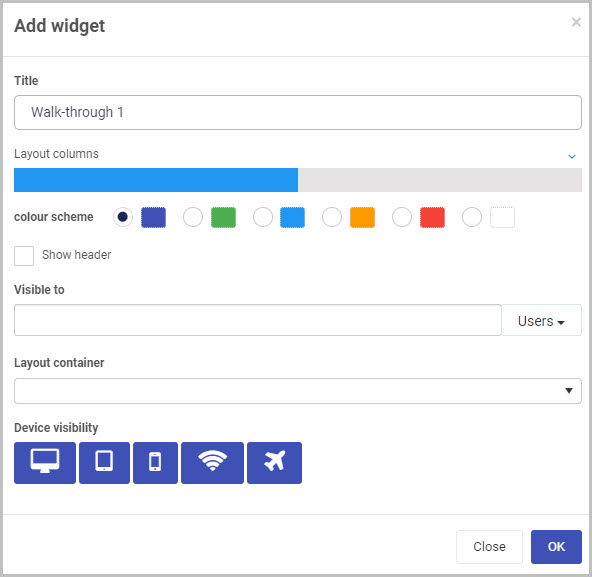 Add widget
×
Title
Walk-through 1
Layout columns
colour scheme
Show header
Visible to
Users
Layout container
Device visibility
Close OK